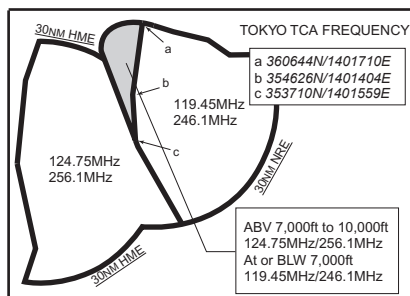 30NM HME
TOKYO TCA FREQUENCY
a
a 360644N/1401710E
b 354626N/1401404E
c 353710N/1401559E
b
119.45MHz
246.1MHz
c
124.75MHz
256.1MHz
30NM NRE
ABV 7,000ft to 10,000ft
124.75MHz/256.1MHz
At or BLW 7,000ft
119.45MHz/246.1MHz
30NM HME